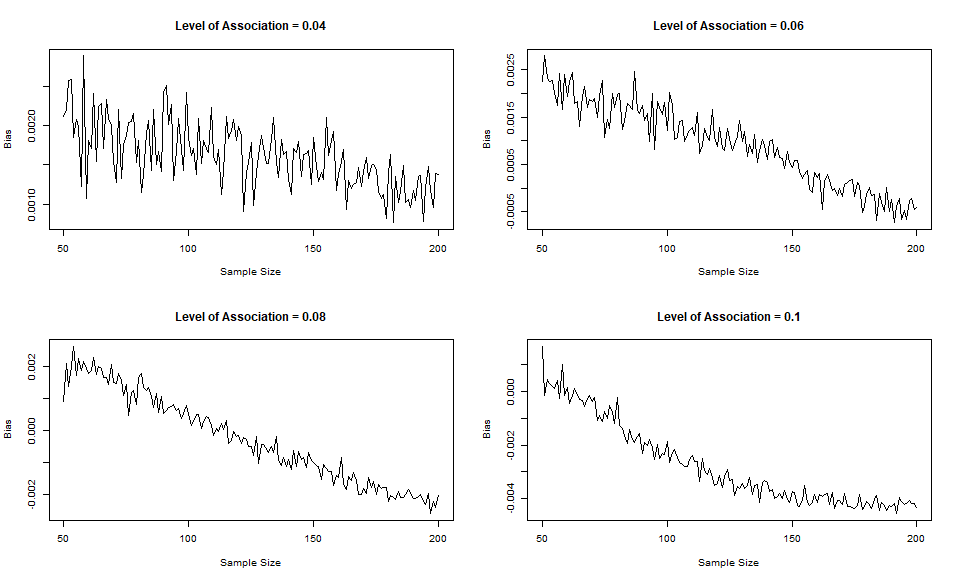 Level of Association = 0.04
Bias
0.0020
0.0010
50 100 150 200
Sample Size
Level of Association = 0.06
Bias
0.0025
0.0015
0.0005
-0.0005
50 100 150 200
Sample Size
Level of Association = 0.08
Bias
0.002
0.000
-0.002
50 100 150 200
Sample Size
Level of Association = 0.1
Bias
0.000
-0.002
-0.004
50 100 150 200
Sample Size